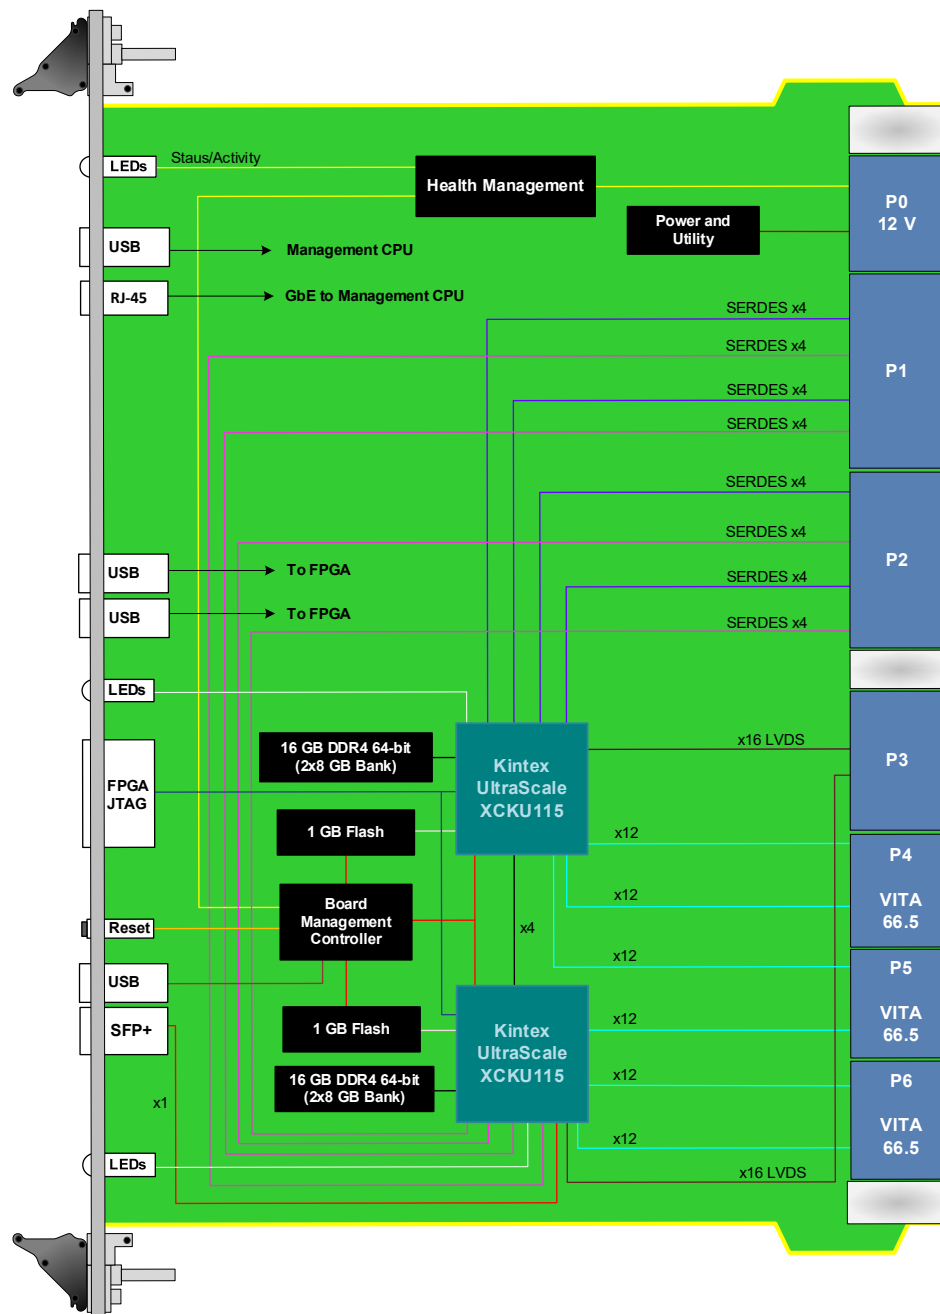 LEDs
Staus/Activity
Health Management
P0
12 V
Power and
Utility
USB
Management CPU
RJ-45
GbE to Management CPU
SERDES x4
SERDES x4
P1
SERDES x4
SERDES x4
SERDES x4
SERDES x4
P2
USB
To FPGA
SERDES x4
USB
To FPGA
SERDES x4
LEDs
16 GB DDR4 64-bit
(2x8 GB Bank)
Kintex
UltraScale
XCKU115
x16 LVDS
P3
FPGA
JTAG
1 GB Flash
x12
P4
VITA
66.5
x12
Board
Management
Controller
Reset
x4
x12
P5
VITA
66.5
USB
SFP+
1 GB Flash
Kintex
UltraScale
XCKU115
x12
16 GB DDR4 64-bit
(2x8 GB Bank)
x12
P6
VITA
66.5
x1
x12
LEDs
x16 LVDS